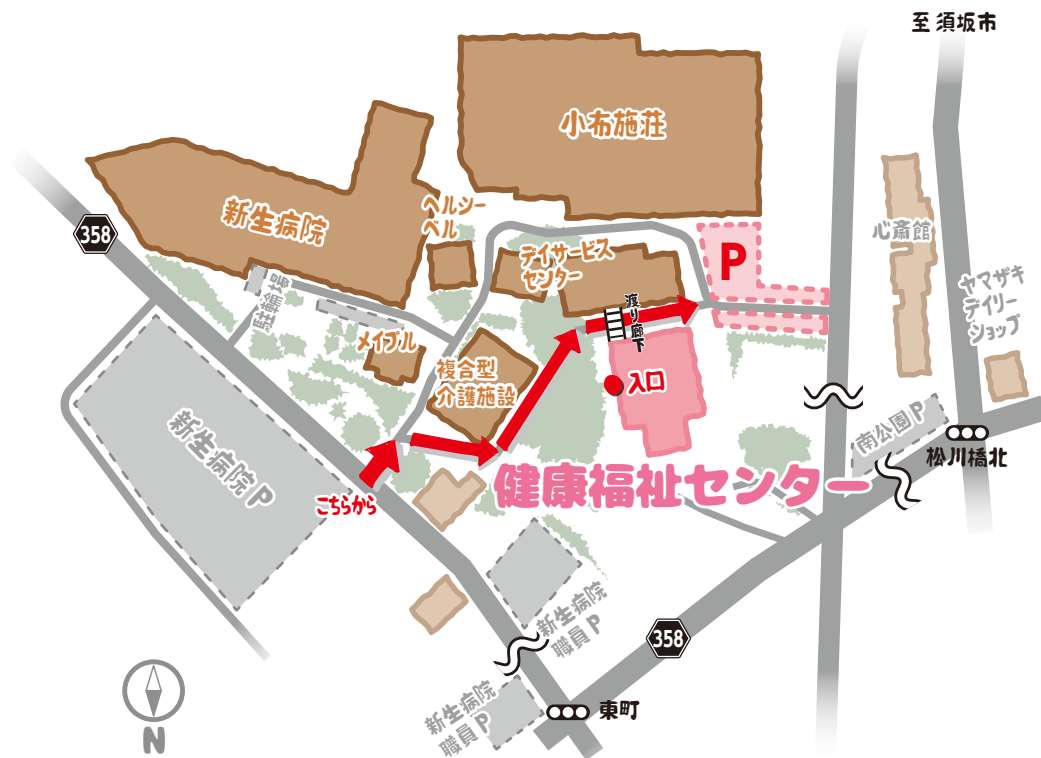 至 須坂市
小布施荘
新生病院
ヘルシー
ベル
358
デイサービス
センター
P
心斎館
ヤマザキ
デイリー
ショップ
駐輪場
渡り廊下
メイプル
複合型
介護施設
入口
新生病院 P
南公園 P
松川橋北
健康福祉センター
こちらから
新生病院
職員 P
358
新生病院
職員 P
東町
N